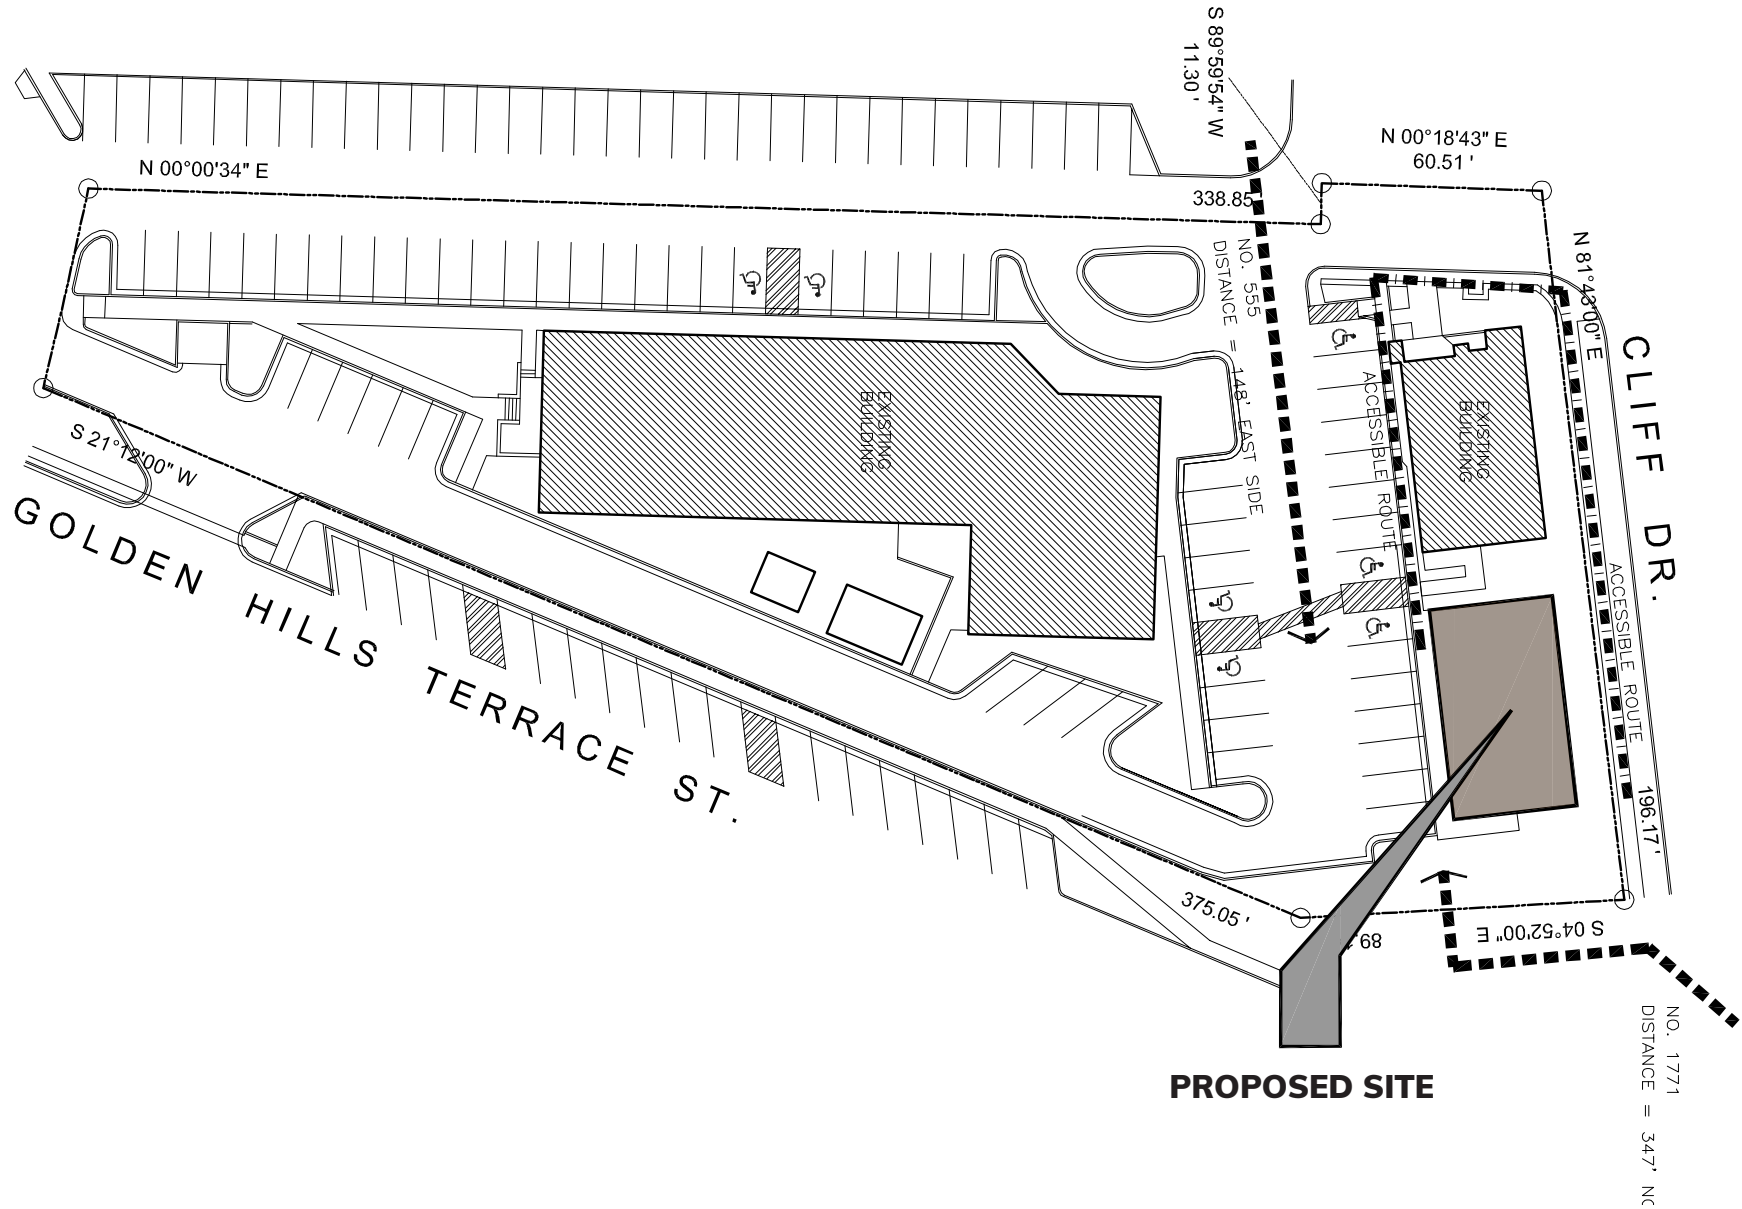 S 89°59'54" W
11.30 '
N 00°18'43" E
60.51 '
N 00°00'34" E
338.85
NO. 555
DISTANCE = 148' EAST SIDE
N 81°43'00" E
CLIFF DR.
ACCESSIBLE ROUTE
EXISTING
BUILDING
EXISTING
BUILDING
S 21°12'00" W
GOLDEN HILLS TERRACE ST.
ACCESSIBLE ROUTE
196.17 '
375.05 '
S 04°52'00" E
NO. 1771
DISTANCE = 347'
PROPOSED SITE